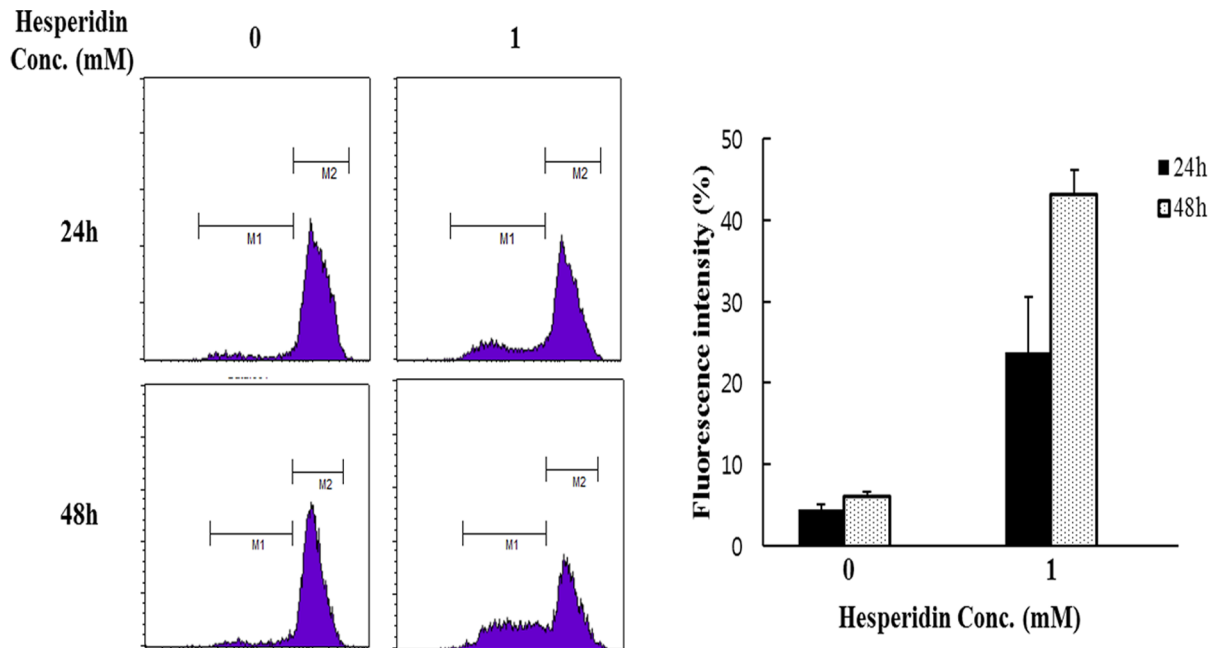 Hesperidin
Conc. (mM)
0
1
24h
M2
M1
M2
M1
48h
M2
M1
M2
M1
Fluorescence intensity (%)
50
40
30
20
10
0
0
1
Hesperidin Conc. (mM)
24h
48h